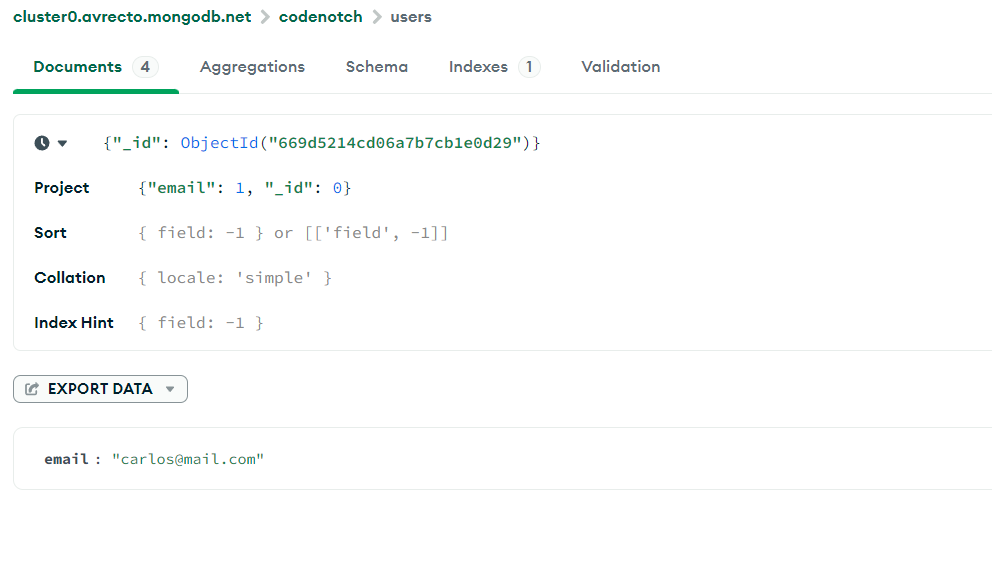 cluster0.avrecto.mongodb.net > codenotch > users
Documents 4 Aggregations Schema Indexes 1 Validation
{"_id": ObjectId("669d5214cd06a7b7cb1e0d29")}
Project {"email": 1, "_id": 0}
Sort { field: -1 } or [['field', -1]]
Collation { locale: 'simple' }
Index Hint { field: -1 }
EXPORT DATA
email : "carlos@mail.com"